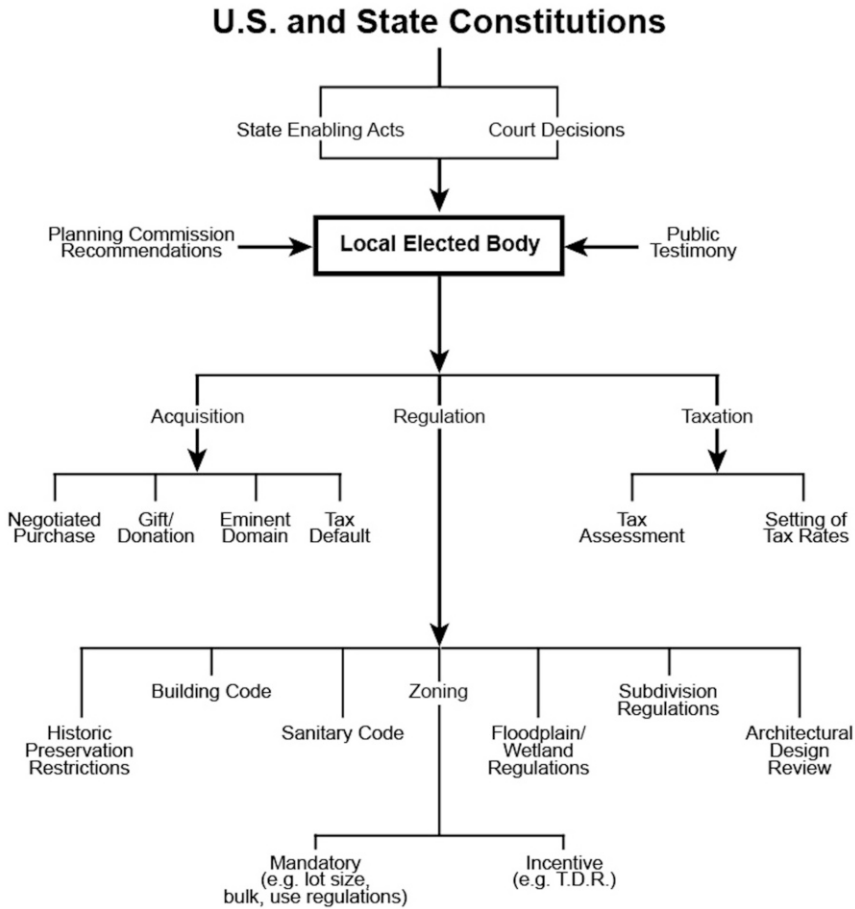 U.S. and State Constitutions
State Enabling Acts
Court Decisions
Planning Commission
Recommendations
Local Elected Body
Public
Testimony
Acquisition
Regulation
Taxation
Negotiated
Purchase
Gift/
Donation
Eminent
Domain
Tax
Default
Tax
Assessment
Setting of
Tax Rates
Historic
Preservation
Restrictions
Building Code
Sanitary Code
Zoning
Floodplain/
Wetland
Regulations
Subdivision
Regulations
Architectural
Design
Review
Mandatory
(e.g. lot size,
bulk, use regulations)
Incentive
(e.g. T.D.R.)